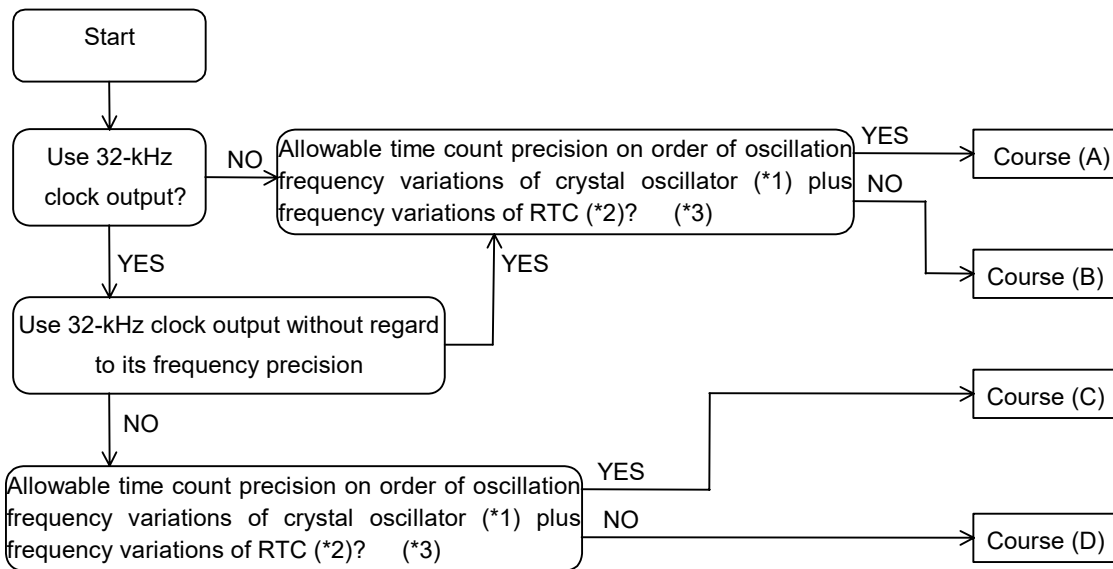 Start
Use 32-kHz
clock output?
NO
YES
Allowable time count precision on order of oscillation
frequency variations of crystal oscillator (*1) plus
frequency variations of RTC (*2)? (*3)
YES
Course (A)
NO
Course (B)
YES
Use 32-kHz clock output without regard
to its frequency precision
NO
Allowable time count precision on order of oscillation
frequency variations of crystal oscillator (*1) plus
frequency variations of RTC (*2)? (*3)
YES
Course (C)
NO
Course (D)